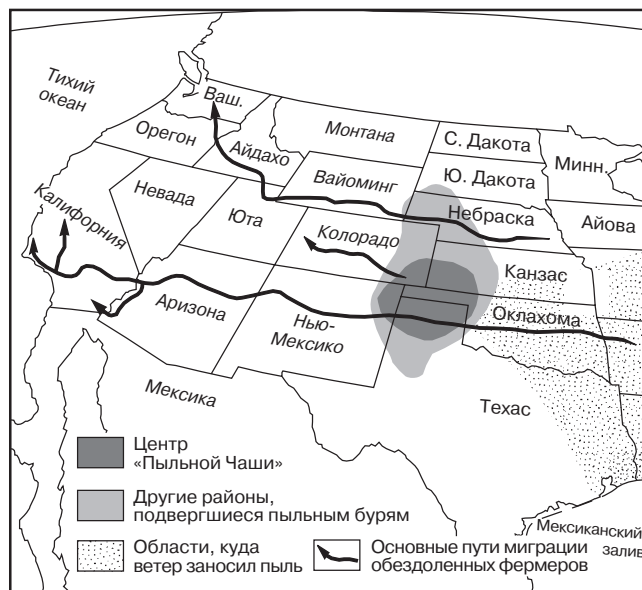 Тихий
океан
Ваш.
Орегон
Айдахо
Монтана
С. Дакота
Минн.
Ю. Дакота
Вайоминг
Небраска
Айова
Калифорния
Невада
Юта
Колорадо
Канзас
Аризона
Нью-
Мексико
Оклахома
Мексика
Техас
Центр
«Пыльной Чаши»
Другие районы,
подвергшиеся пыльным бурям
Области, куда
ветер заносил пыль
Основные пути миграции
обездоленных фермеров
Мексиканский
залив